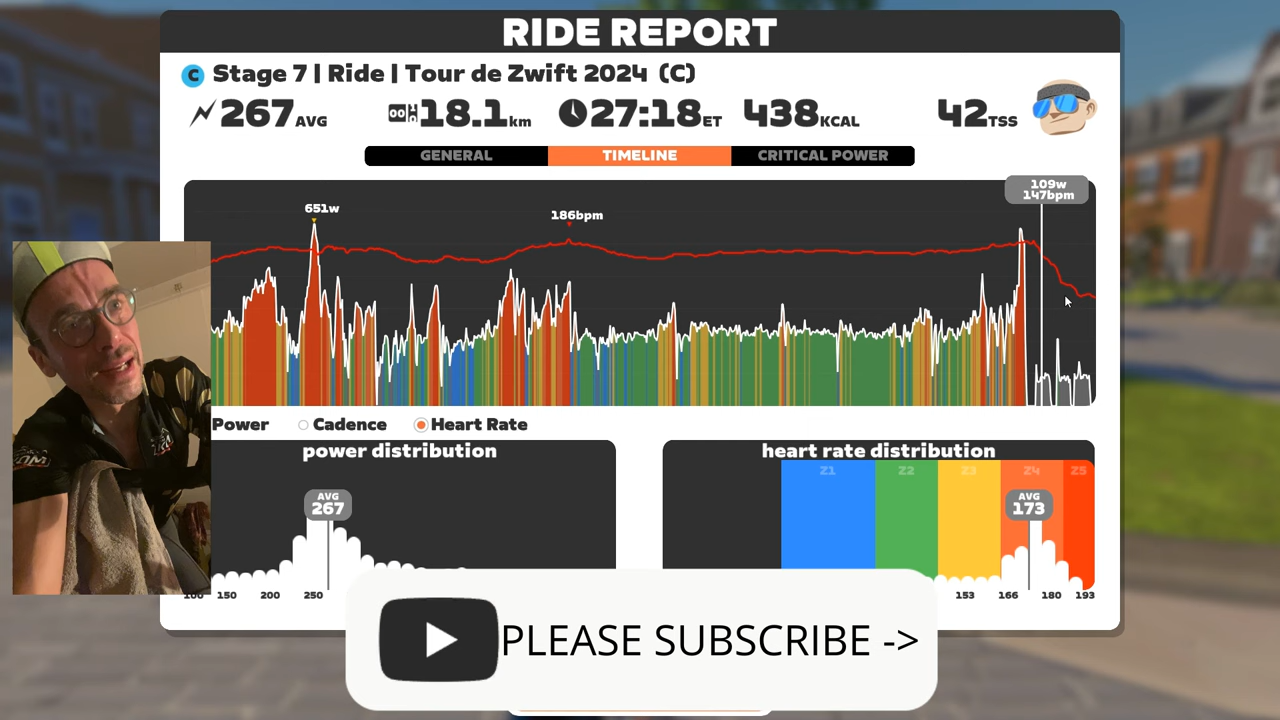 RIDE REPORT
C Stage 7 | Ride | Tour de Zwift 2024 (C)
267 AVG 18.1 km 27:18 ET 438 KCAL 42 TSS
GENERAL TIMELINE CRITICAL POWER
109w
147bpm
651w
186bpm
Power Cadence Heart Rate
power distribution
AVG
267
100 150 200 250
heart rate distribution
Z1 Z2 Z3 Z4 Z5
AVG
173
153 166 180 193
PLEASE SUBSCRIBE ->